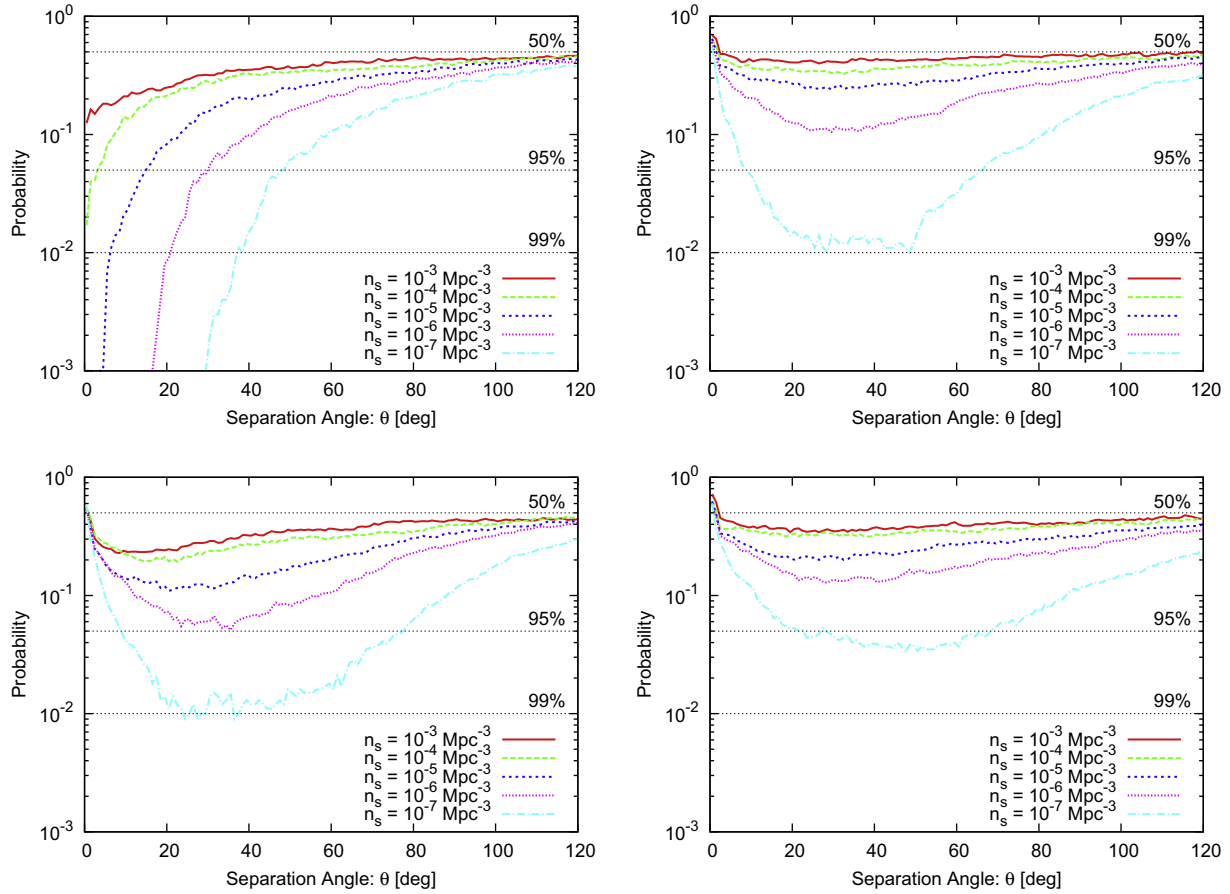 10^0
10^-1
10^-2
10^-3
Probability
50%
95%
99%
n_s = 10^-3 Mpc^-3
n_s = 10^-4 Mpc^-3
n_s = 10^-5 Mpc^-3
n_s = 10^-6 Mpc^-3
n_s = 10^-7 Mpc^-3
0 20 40 60 80 100 120
Separation Angle: θ [deg]
10^0
10^-1
10^-2
10^-3
Probability
50%
95%
99%
n_s = 10^-3 Mpc^-3
n_s = 10^-4 Mpc^-3
n_s = 10^-5 Mpc^-3
n_s = 10^-6 Mpc^-3
n_s = 10^-7 Mpc^-3
0 20 40 60 80 100 120
Separation Angle: θ [deg]
10^0
10^-1
10^-2
10^-3
Probability
50%
95%
99%
n_s = 10^-3 Mpc^-3
n_s = 10^-4 Mpc^-3
n_s = 10^-5 Mpc^-3
n_s = 10^-6 Mpc^-3
n_s = 10^-7 Mpc^-3
0 20 40 60 80 100 120
Separation Angle: θ [deg]
10^0
10^-1
10^-2
10^-3
Probability
50%
95%
99%
n_s = 10^-3 Mpc^-3
n_s = 10^-4 Mpc^-3
n_s = 10^-5 Mpc^-3
n_s = 10^-6 Mpc^-3
n_s = 10^-7 Mpc^-3
0 20 40 60 80 100 120
Separation Angle: θ [deg]